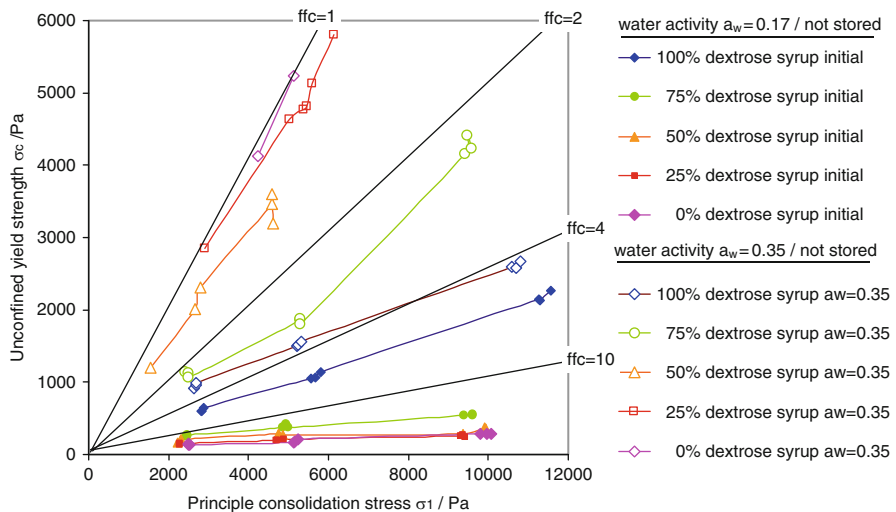 ffc=1
ffc=2
ffc=4
ffc=10
6000
5000
4000
3000
2000
1000
0
0
2000
4000
6000
8000
10000
12000
Unconfined yield strength σc /Pa
Principle consolidation stress σ1 / Pa
water activity aw=0.17 / not stored
100% dextrose syrup initial
75% dextrose syrup initial
50% dextrose syrup initial
25% dextrose syrup initial
0% dextrose syrup initial
water activity aw=0.35 / not stored
100% dextrose syrup aw=0.35
75% dextrose syrup aw=0.35
50% dextrose syrup aw=0.35
25% dextrose syrup aw=0.35
0% dextrose syrup aw=0.35